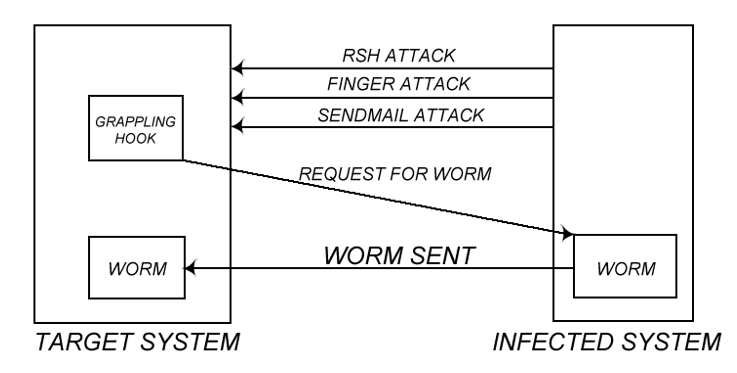 RSH ATTACK
FINGER ATTACK
SENDMAIL ATTACK
GRAPPLING
HOOK
REQUEST FOR WORM
WORM SENT
WORM
WORM
TARGET SYSTEM
INFECTED SYSTEM